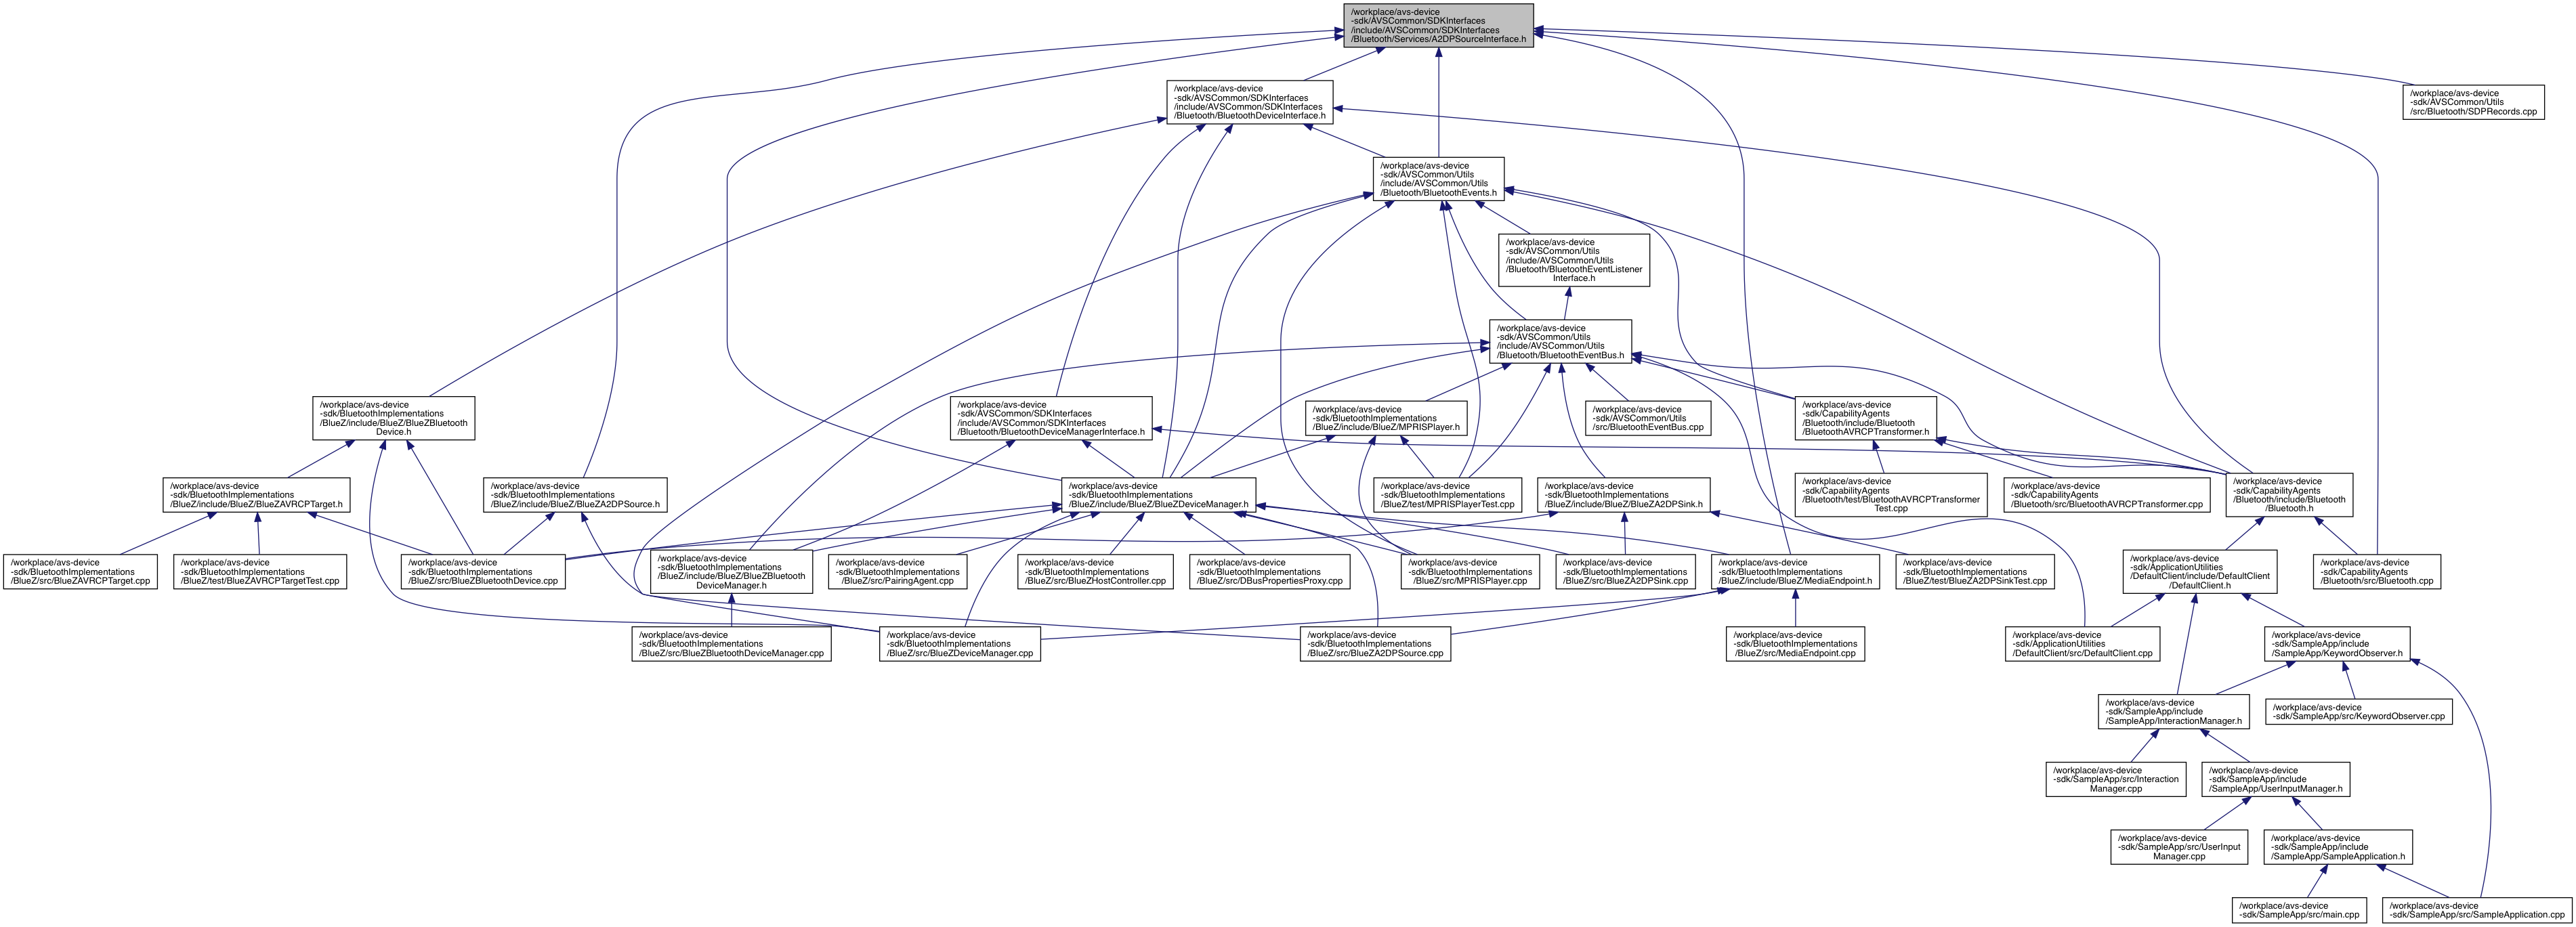 /workplace/avs-device
-sdk/AVSCommon/SDKInterfaces
/include/AVSCommon/SDKInterfaces
/Bluetooth/Services/A2DPSourceInterface.h
/workplace/avs-device
-sdk/AVSCommon/SDKInterfaces
/include/AVSCommon/SDKInterfaces
/Bluetooth/BluetoothDeviceInterface.h
/workplace/avs-device
-sdk/AVSCommon/Utils
/src/Bluetooth/SDPRecords.cpp
/workplace/avs-device
-sdk/AVSCommon/Utils
/include/AVSCommon/Utils
/Bluetooth/BluetoothEvents.h
/workplace/avs-device
-sdk/AVSCommon/Utils
/include/AVSCommon/Utils
/Bluetooth/BluetoothEventListener
Interface.h
/workplace/avs-device
-sdk/AVSCommon/Utils
/include/AVSCommon/Utils
/Bluetooth/BluetoothEventBus.h
/workplace/avs-device
-sdk/BluetoothImplementations
/BlueZ/include/BlueZ/BlueZBluetooth
Device.h
/workplace/avs-device
-sdk/AVSCommon/SDKInterfaces
/include/AVSCommon/SDKInterfaces
/Bluetooth/BluetoothDeviceManagerInterface.h
/workplace/avs-device
-sdk/BluetoothImplementations
/BlueZ/include/BlueZ/MPRISPlayer.h
/workplace/avs-device
-sdk/AVSCommon/Utils
/src/BluetoothEventBus.cpp
/workplace/avs-device
-sdk/CapabilityAgents
/Bluetooth/include/Bluetooth
/BluetoothAVRCPTransformer.h
/workplace/avs-device
-sdk/BluetoothImplementations
/BlueZ/include/BlueZ/BlueZAVRCPTarget.h
/workplace/avs-device
-sdk/BluetoothImplementations
/BlueZ/include/BlueZ/BlueZA2DPSource.h
/workplace/avs-device
-sdk/BluetoothImplementations
/BlueZ/include/BlueZ/BlueZDeviceManager.h
/workplace/avs-device
-sdk/BluetoothImplementations
/BlueZ/test/MPRISPlayerTest.cpp
/workplace/avs-device
-sdk/BluetoothImplementations
/BlueZ/include/BlueZ/BlueZA2DPSink.h
/workplace/avs-device
-sdk/CapabilityAgents
/Bluetooth/test/BluetoothAVRCPTransformer
Test.cpp
/workplace/avs-device
-sdk/CapabilityAgents
/Bluetooth/src/BluetoothAVRCPTransformer.cpp
/workplace/avs-device
-sdk/CapabilityAgents
/Bluetooth/include/Bluetooth
/Bluetooth.h
/workplace/avs-device
-sdk/BluetoothImplementations
/BlueZ/src/BlueZAVRCPTarget.cpp
/workplace/avs-device
-sdk/BluetoothImplementations
/BlueZ/test/BlueZAVRCPTargetTest.cpp
/workplace/avs-device
-sdk/BluetoothImplementations
/BlueZ/src/BlueZBluetoothDevice.cpp
/workplace/avs-device
-sdk/BluetoothImplementations
/BlueZ/include/BlueZ/BlueZBluetooth
DeviceManager.h
/workplace/avs-device
-sdk/BluetoothImplementations
/BlueZ/src/PairingAgent.cpp
/workplace/avs-device
-sdk/BluetoothImplementations
/BlueZ/src/BlueZHostController.cpp
/workplace/avs-device
-sdk/BluetoothImplementations
/BlueZ/src/DBusPropertiesProxy.cpp
/workplace/avs-device
-sdk/BluetoothImplementations
/BlueZ/src/MPRISPlayer.cpp
/workplace/avs-device
-sdk/BluetoothImplementations
/BlueZ/src/BlueZA2DPSink.cpp
/workplace/avs-device
-sdk/BluetoothImplementations
/BlueZ/include/BlueZ/MediaEndpoint.h
/workplace/avs-device
-sdk/BluetoothImplementations
/BlueZ/test/BlueZA2DPSinkTest.cpp
/workplace/avs-device
-sdk/ApplicationUtilities
/DefaultClient/include/DefaultClient
/DefaultClient.h
/workplace/avs-device
-sdk/CapabilityAgents
/Bluetooth/src/Bluetooth.cpp
/workplace/avs-device
-sdk/BluetoothImplementations
/BlueZ/src/BlueZBluetoothDeviceManager.cpp
/workplace/avs-device
-sdk/BluetoothImplementations
/BlueZ/src/BlueZDeviceManager.cpp
/workplace/avs-device
-sdk/BluetoothImplementations
/BlueZ/src/BlueZA2DPSource.cpp
/workplace/avs-device
-sdk/BluetoothImplementations
/BlueZ/src/MediaEndpoint.cpp
/workplace/avs-device
-sdk/ApplicationUtilities
/DefaultClient/src/DefaultClient.cpp
/workplace/avs-device
-sdk/SampleApp/include
/SampleApp/KeywordObserver.h
/workplace/avs-device
-sdk/SampleApp/include
/SampleApp/InteractionManager.h
/workplace/avs-device
-sdk/SampleApp/src/KeywordObserver.cpp
/workplace/avs-device
-sdk/SampleApp/src/Interaction
Manager.cpp
/workplace/avs-device
-sdk/SampleApp/include
/SampleApp/UserInputManager.h
/workplace/avs-device
-sdk/SampleApp/src/UserInput
Manager.cpp
/workplace/avs-device
-sdk/SampleApp/include
/SampleApp/SampleApplication.h
/workplace/avs-device
-sdk/SampleApp/src/main.cpp
/workplace/avs-device
-sdk/SampleApp/src/SampleApplication.cpp